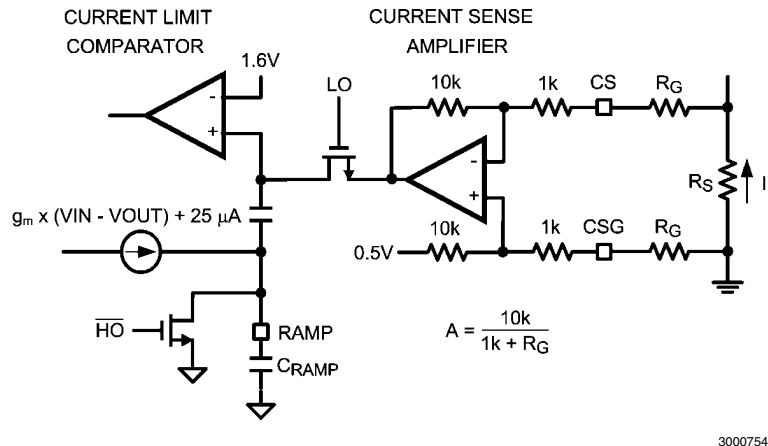 CURRENT LIMIT
COMPARATOR
CURRENT SENSE
AMPLIFIER
1.6V
-
+
LO
10k
1k
CS
RG
-
+
RS
I
gm x (VIN - VOUT) + 25 µA
0.5V
10k
1k
CSG
RG
HO
RAMP
CRAMP
A = 10k
1k + RG
3000754